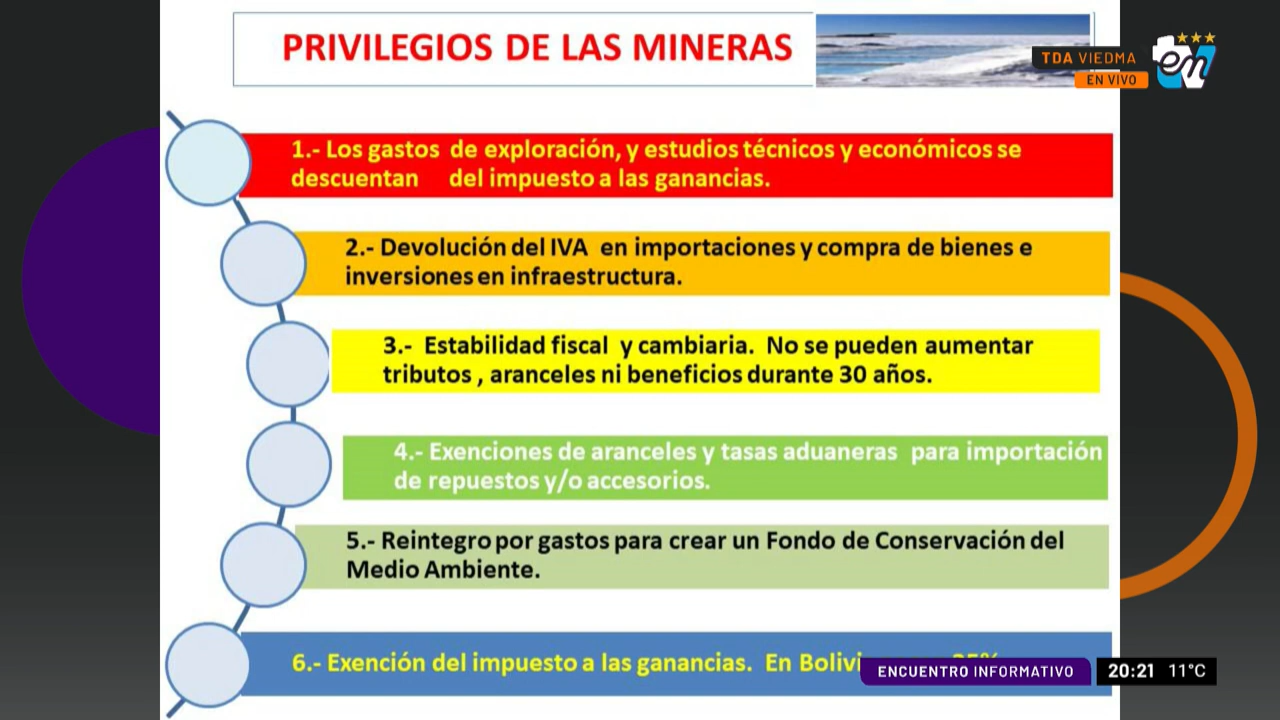 PRIVILEGIOS DE LAS MINERAS
TDA VIEDMA
EN VIVO
en
1.- Los gastos de exploración, y estudios técnicos y económicos se
descuentan del impuesto a las ganancias.
2.- Devolución del IVA en importaciones y compra de bienes e
inversiones en infraestructura.
3.- Estabilidad fiscal y cambiaria. No se pueden aumentar
tributos , aranceles ni beneficios durante 30 años.
4.- Exenciones de aranceles y tasas aduaneras para importación
de repuestos y/o accesorios.
5.- Reintegro por gastos para crear un Fondo de Conservación del
Medio Ambiente.
6.- Exención del impuesto a las ganancias. En
ENCUENTRO INFORMATIVO
20:21 11°C